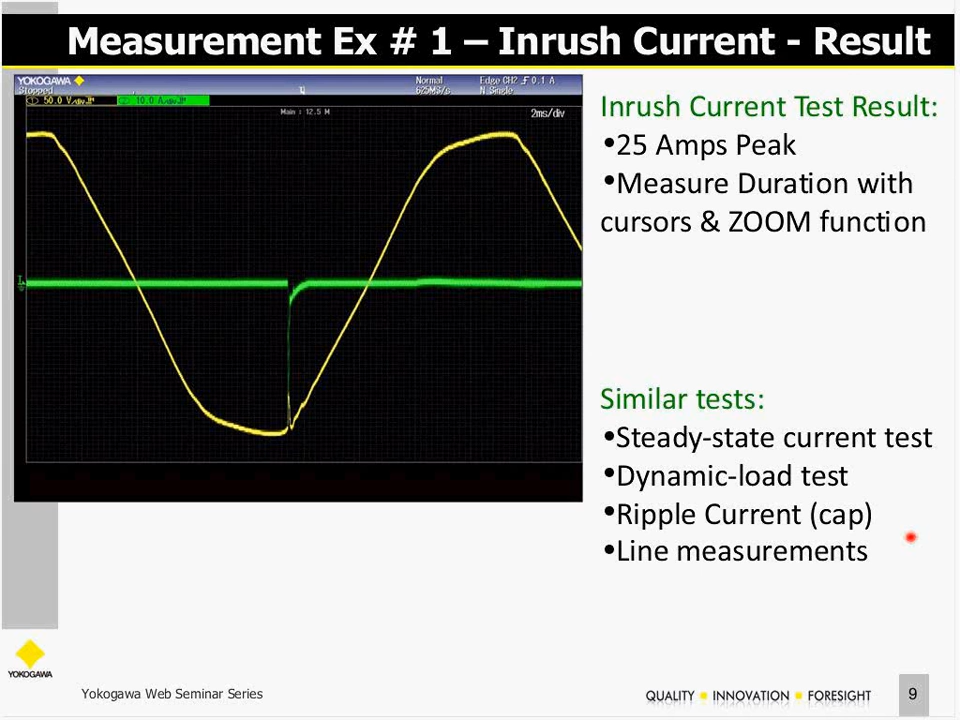 Measurement Ex # 1 – Inrush Current - Result
YOKOGAWA
Stopped
Normal
625MS/s
Edge CH2 0.1 A
N Single
50.0 V/div
10.0 A/div
Main : 12.5 M
2ms/div
Inrush Current Test Result:
•25 Amps Peak
•Measure Duration with
cursors & ZOOM function
Similar tests:
•Steady-state current test
•Dynamic-load test
•Ripple Current (cap)
•Line measurements
YOKOGAWA
Yokogawa Web Seminar Series
QUALITY ■ INNOVATION ■ FORESIGHT
9